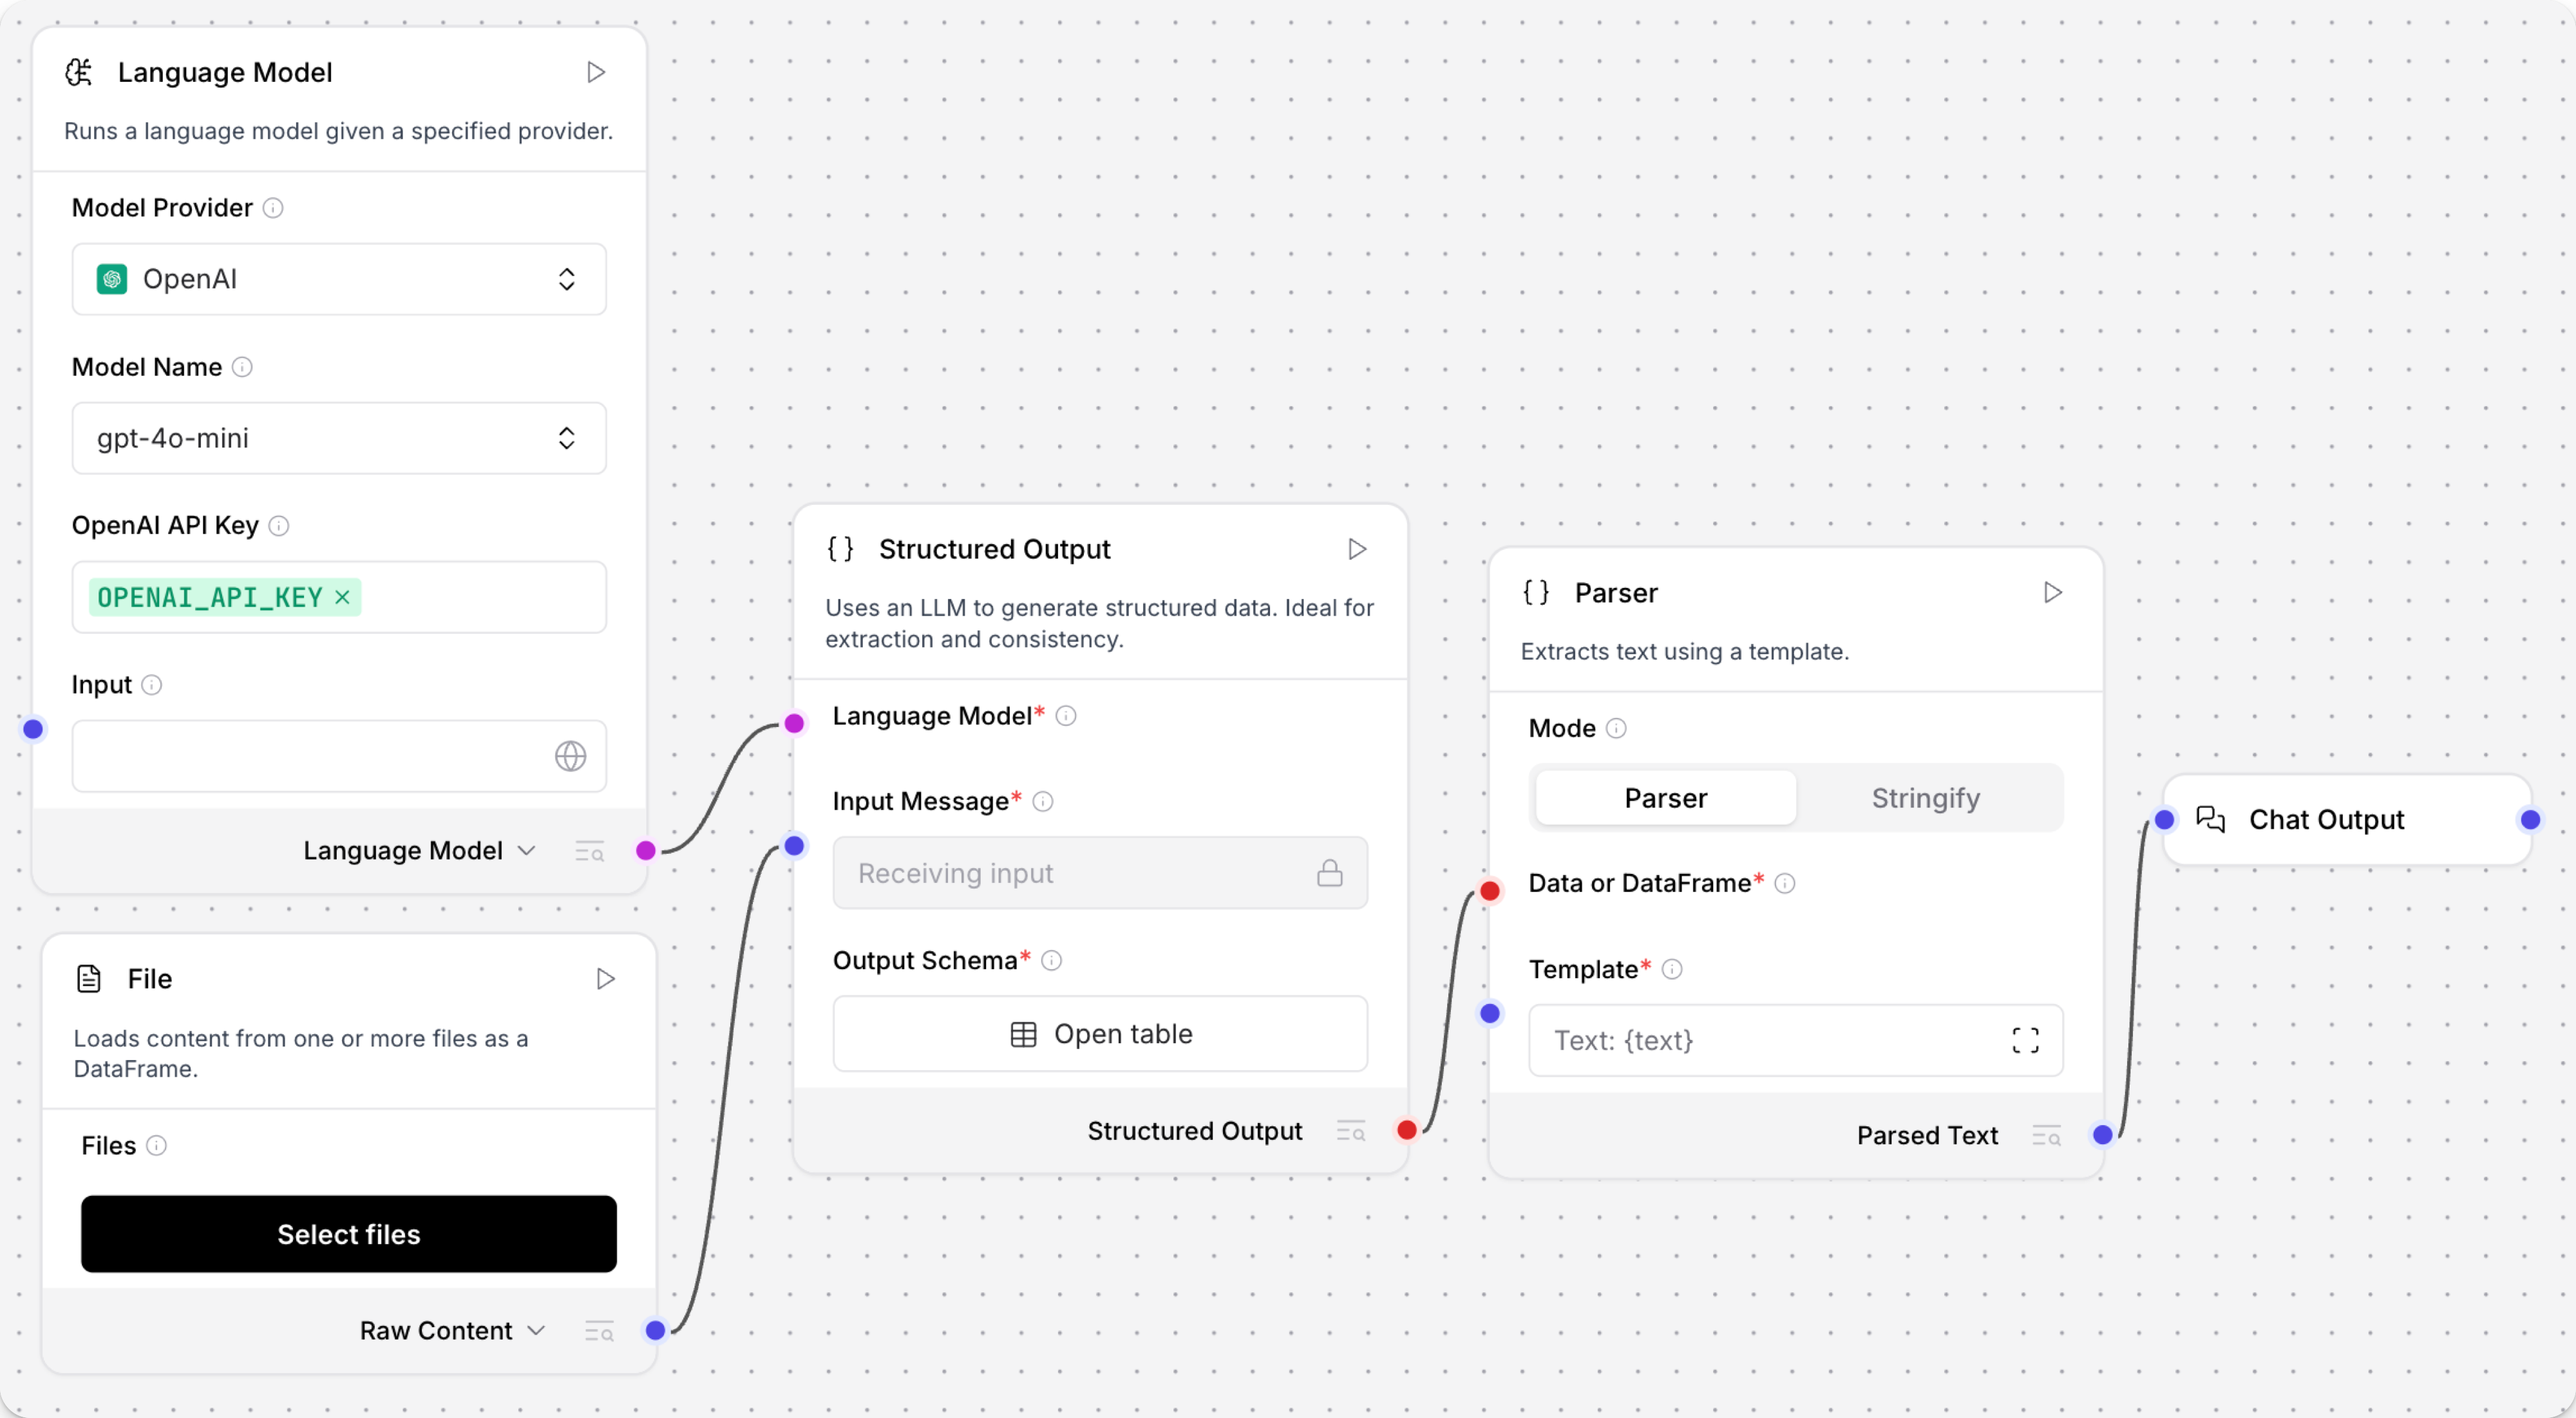 Language Model
Runs a language model given a specified provider.
Model Provider
OpenAI
Model Name
gpt-4o-mini
OpenAI API Key
OPENAI_API_KEY ×
Input
Language Model
File
Loads content from one or more files as a
DataFrame.
Files
Select files
Raw Content
{} Structured Output
Uses an LLM to generate structured data. Ideal for
extraction and consistency.
Language Model*
Input Message*
Receiving input
Output Schema*
Open table
Structured Output
{} Parser
Extracts text using a template.
Mode
Parser Stringify
Data or DataFrame*
Template*
Text: {text}
Parsed Text
Chat Output